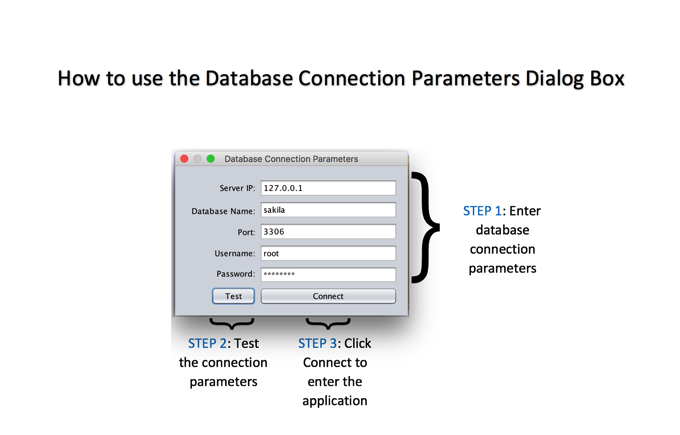 How to use the Database Connection Parameters Dialog Box
Database Connection Parameters
Server IP: 127.0.0.1
Database Name: sakila
Port: 3306
Username: root
Password: ********
Test Connect
STEP 1: Enter
database
connection
parameters
STEP 2: Test
the connection
parameters
STEP 3: Click
Connect to
enter the
application